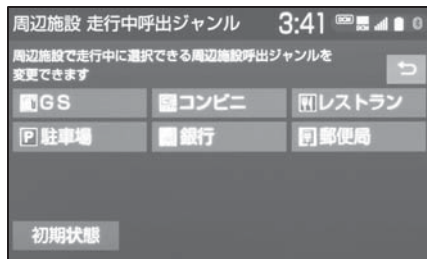 周辺施設 走行中呼出ジャンル 3:41
周辺施設で走行中に選択できる周辺施設呼出ジャンルを
変更できます
GS コンビニ レストラン
P 駐車場 銀行 郵便局
初期状態